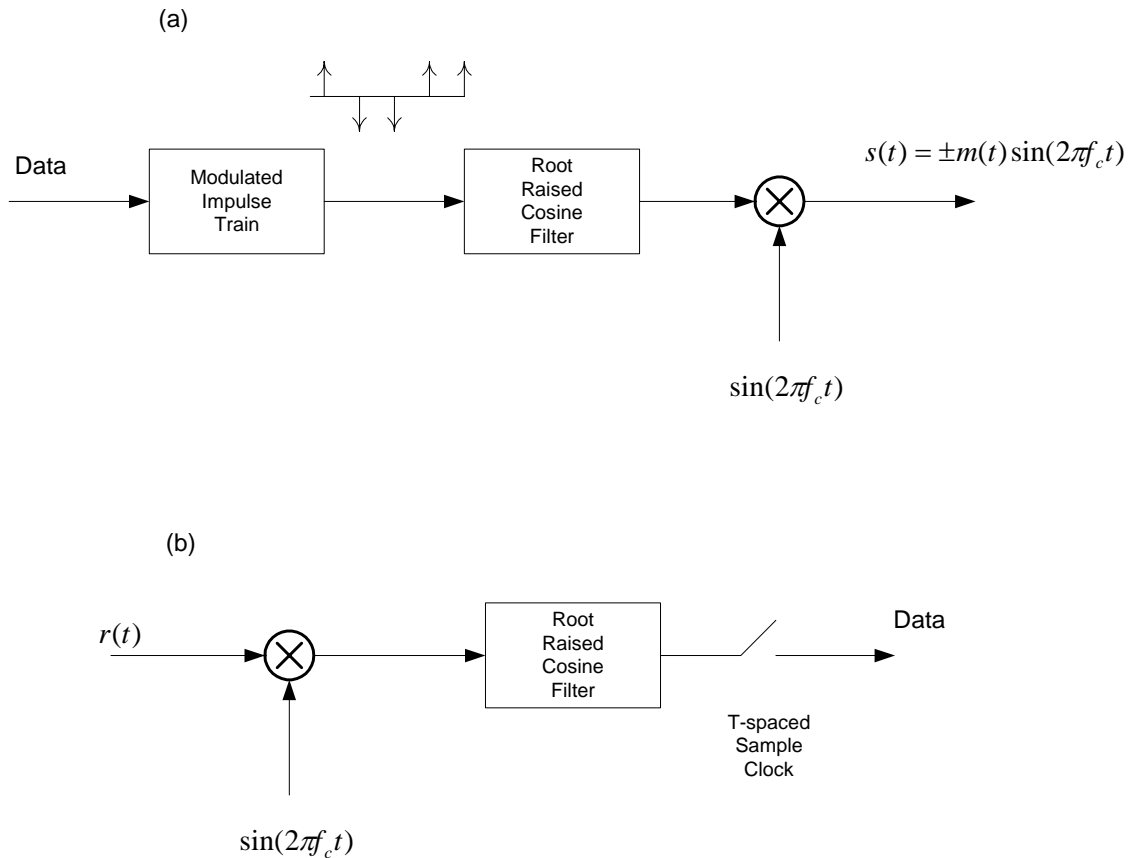 (a)
Data
Modulated
Impulse
Train
Root
Raised
Cosine
Filter
s(t) = ±m(t) sin(2πf_c t)
sin(2πf_c t)
(b)
r(t)
Root
Raised
Cosine
Filter
Data
T-spaced
Sample
Clock
sin(2πf_c t)